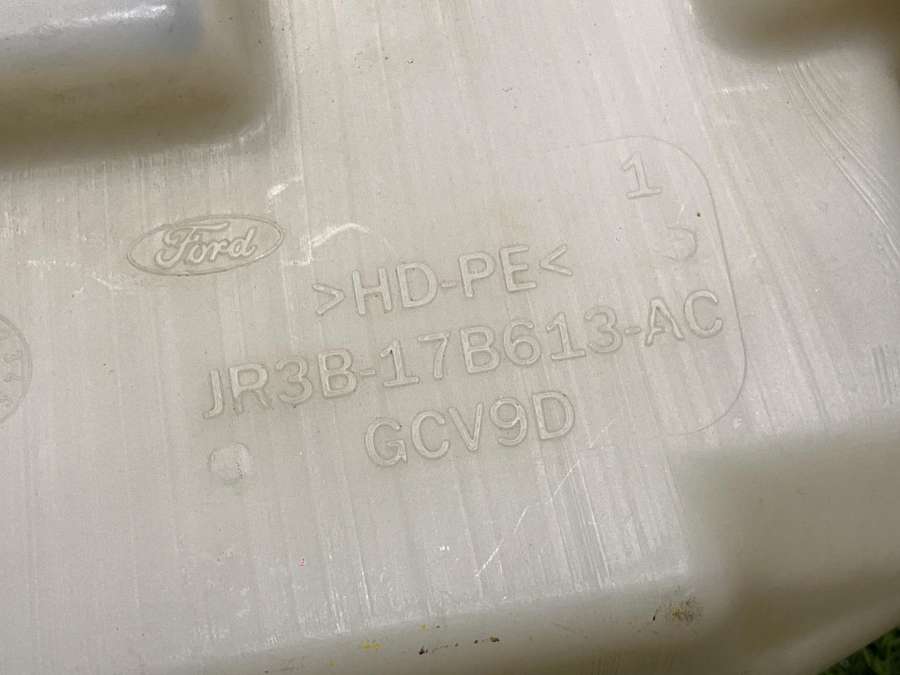 1
Ford
>HD-PE<
JR3B-17B613-AC
GCV9D